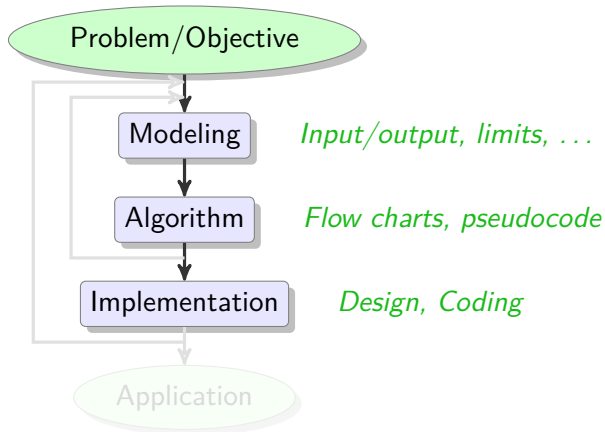 Problem/Objective
Modeling
Input/output, limits, ...
Algorithm
Flow charts, pseudocode
Implementation
Design, Coding
Application